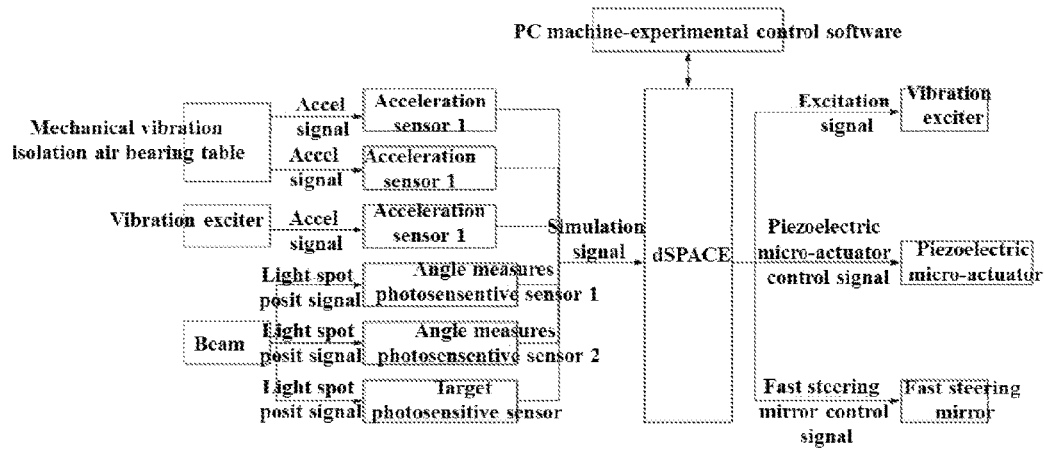 PC machine-experimental control software
Mechanical vibration
isolation air bearing table
Accel
signal
Acceleration
sensor 1
Accel
signal
Acceleration
sensor 1
Vibration exciter
Accel
signal
Acceleration
sensor 1
Light spot
posit signal
Angle measures
photosensentive sensor 1
Beam
Light spot
posit signal
Angle measures
photosensentive sensor 2
Light spot
posit signal
Target
photosensitive sensor
Simulation
signal
dSPACE
Excitation
signal
Vibration
exciter
Piezoelectric
micro-actuator
control signal
Piezoelectric
micro-actuator
Fast steering
mirror control
signal
Fast steering
mirror